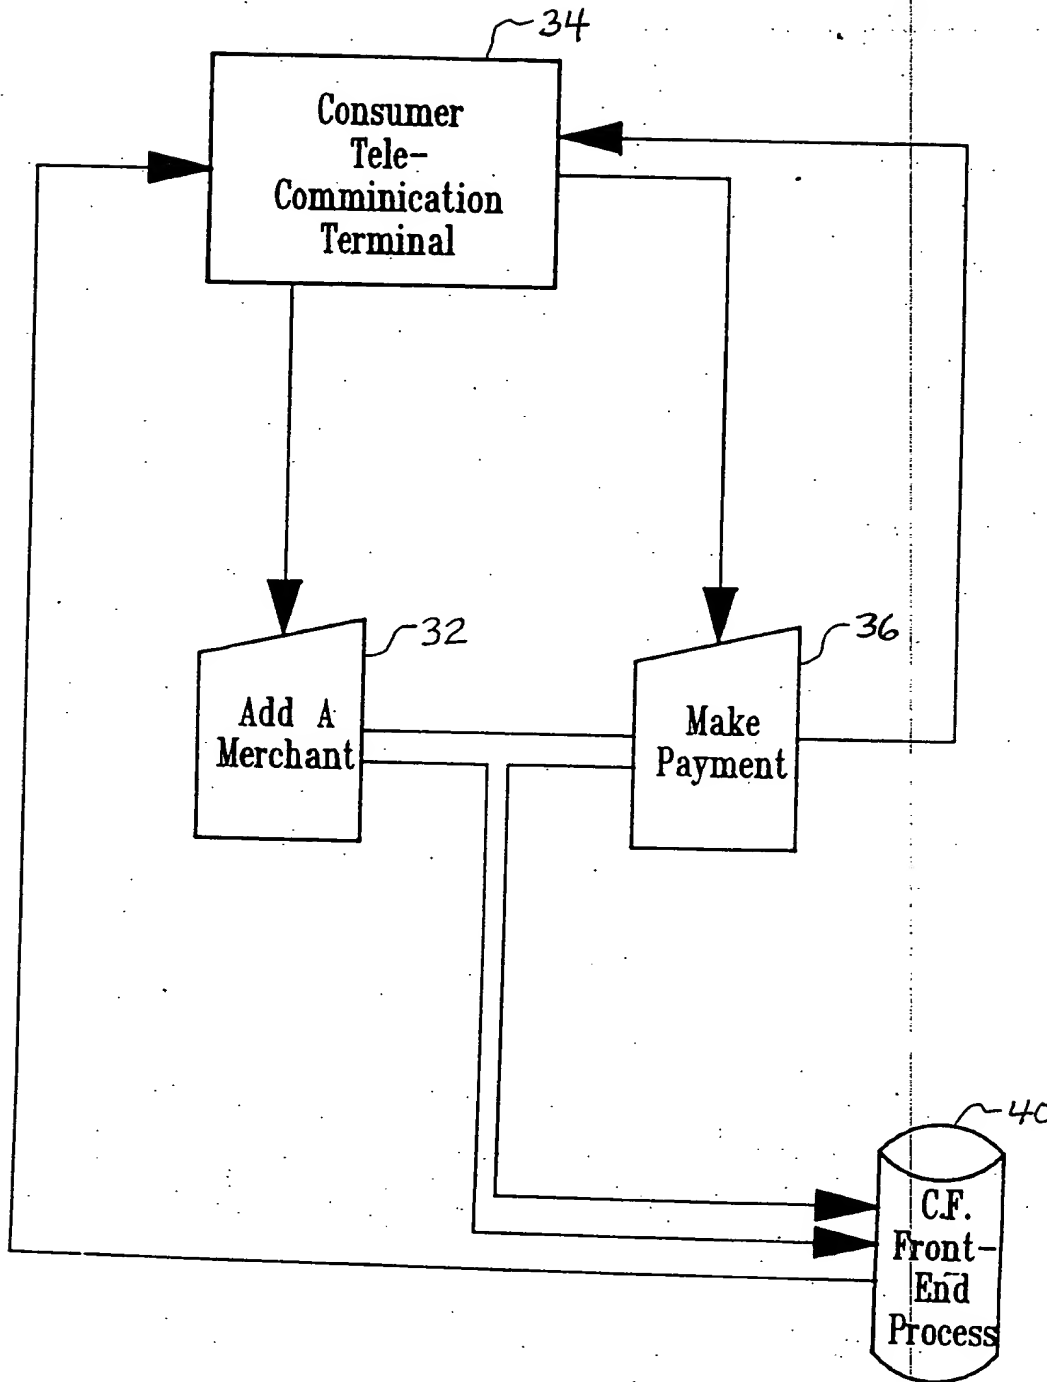 34
Consumer
Tele-
Comminication
Terminal
32
Add A
Merchant
36
Make
Payment
40
C.F.
Front-
End
Process